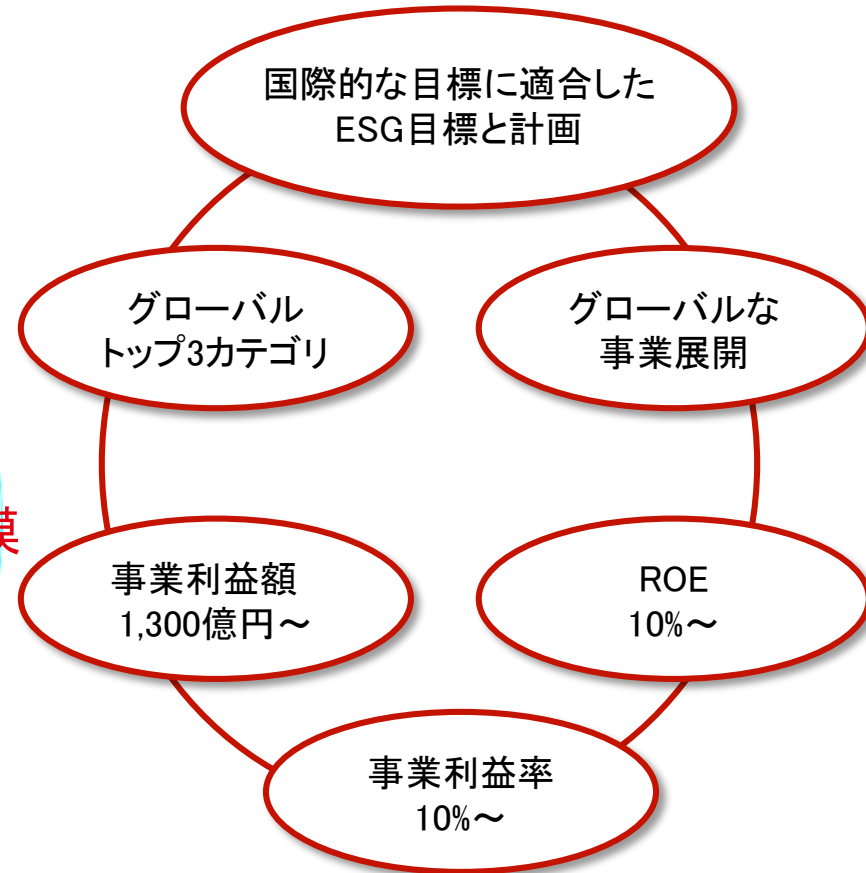 国際的な目標に適合した
ESG目標と計画
グローバル
トップ3カテゴリ
グローバルな
事業展開
事業利益額
1,300億円～
ROE
10%～
事業利益率
10%～